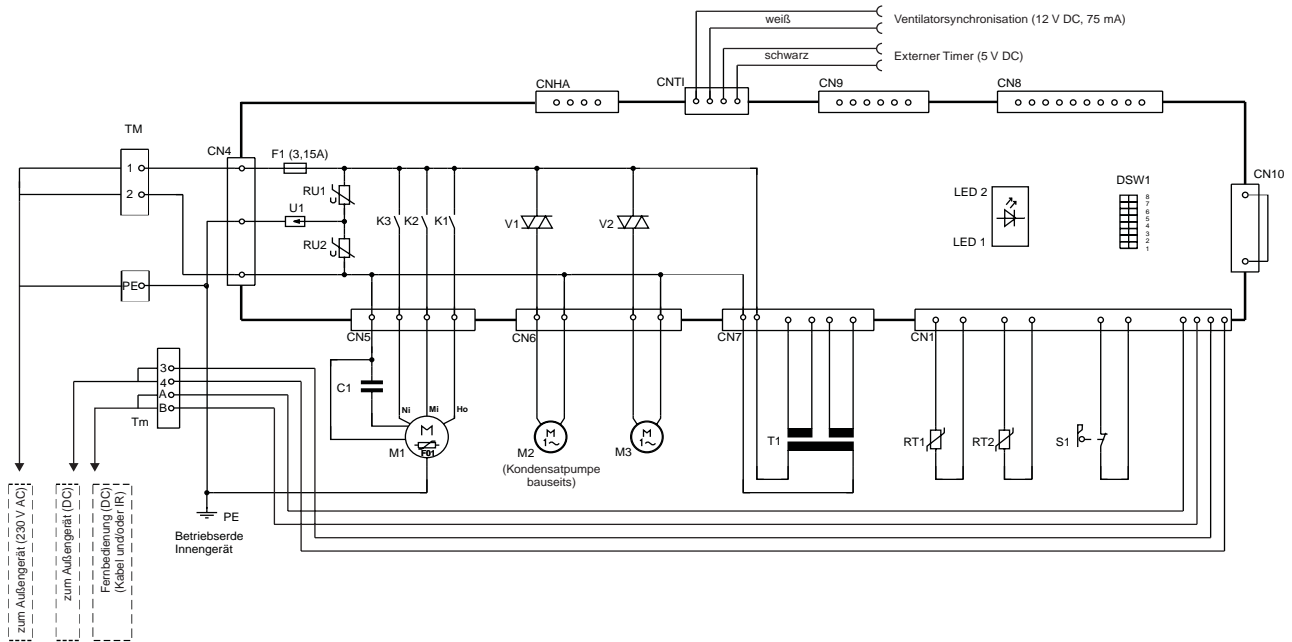 weiß
Ventilatorsynchronisation (12 V DC, 75 mA)
schwarz
Externer Timer (5 V DC)
CNHA
CNTI
CN9
CN8
TM
CN4
F1 (3,15A)
1
2
RU1
U1
RU2
K3
K2
K1
V1
V2
LED 2
LED 1
DSW1
8
7
6
5
4
3
2
1
CN10
PE
CN5
CN6
CN7
CN1
3
4
A
B
Tm
C1
Ni
Mi
Ho
M
F01
M1
M
1~
M2
(Kondensatpumpe
bauseits)
M
1~
M3
T1
RT1
RT2
S1
PE
Betriebserde
Innengerät
zum Außengerät (230 V AC)
zum Außengerät (DC)
Fernbedienung (DC)
(Kabel und/oder IR)